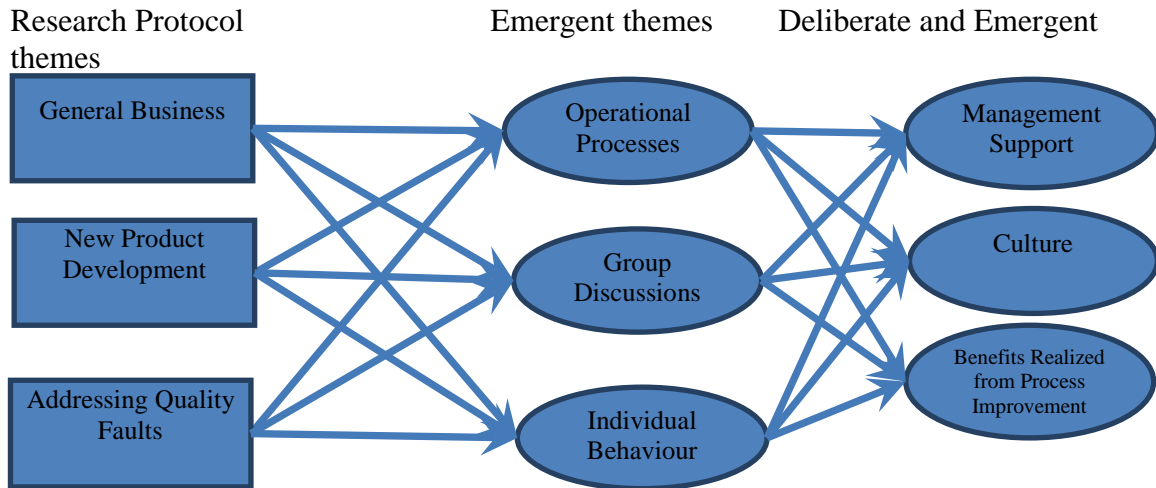 Research Protocol
themes
Emergent themes
Deliberate and Emergent
General Business
New Product
Development
Addressing Quality
Faults
Operational
Processes
Group
Discussions
Individual
Behaviour
Management
Support
Culture
Benefits Realized
from Process
Improvement